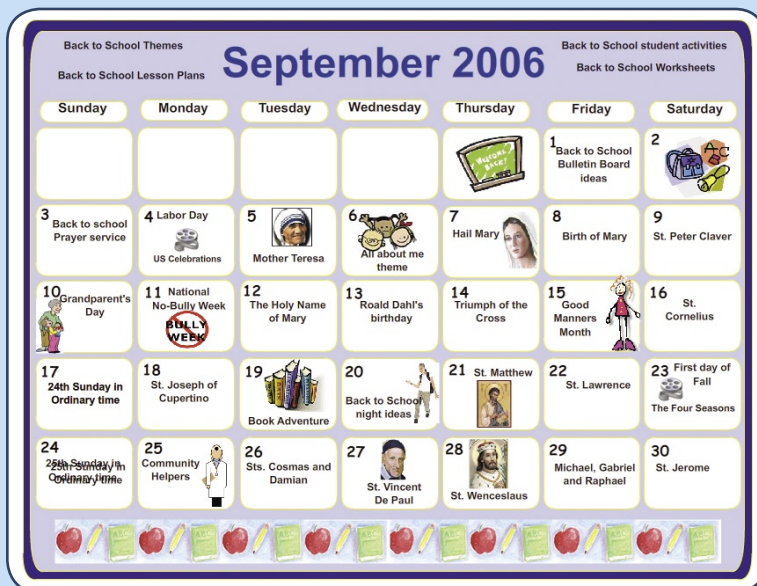 Back to School Themes
Back to School Lesson Plans
September 2006
Back to School student activities
Back to School Worksheets
Sunday Monday Tuesday Wednesday Thursday Friday Saturday
WELCOME
BACK!
1
Back to School
Bulletin Board
ideas
2
A+
C
3
Back to school
Prayer service
4
Labor Day
US Celebrations
5
Mother Teresa
6
All about me
theme
7
Hail Mary
8
Birth of Mary
9
St. Peter Claver
10
Grandparent's
Day
11
National
No-Bully Week
BULLY
WEEK
12
The Holy Name
of Mary
13
Roald Dahl's
birthday
14
Triumph of the
Cross
15
Good
Manners
Month
16
St.
Cornelius
17
24th Sunday in
Ordinary time
18
St. Joseph of
Cupertino
19
Book Adventure
20
Back to School
night ideas
21
St. Matthew
22
St. Lawrence
23
First day of
Fall
The Four Seasons
24
25th Sunday in
Ordinary time
25
Community
Helpers
26
Sts. Cosmas and
Damian
27
St. Vincent
De Paul
28
St. Wenceslaus
29
Michael, Gabriel
and Raphael
30
St. Jerome